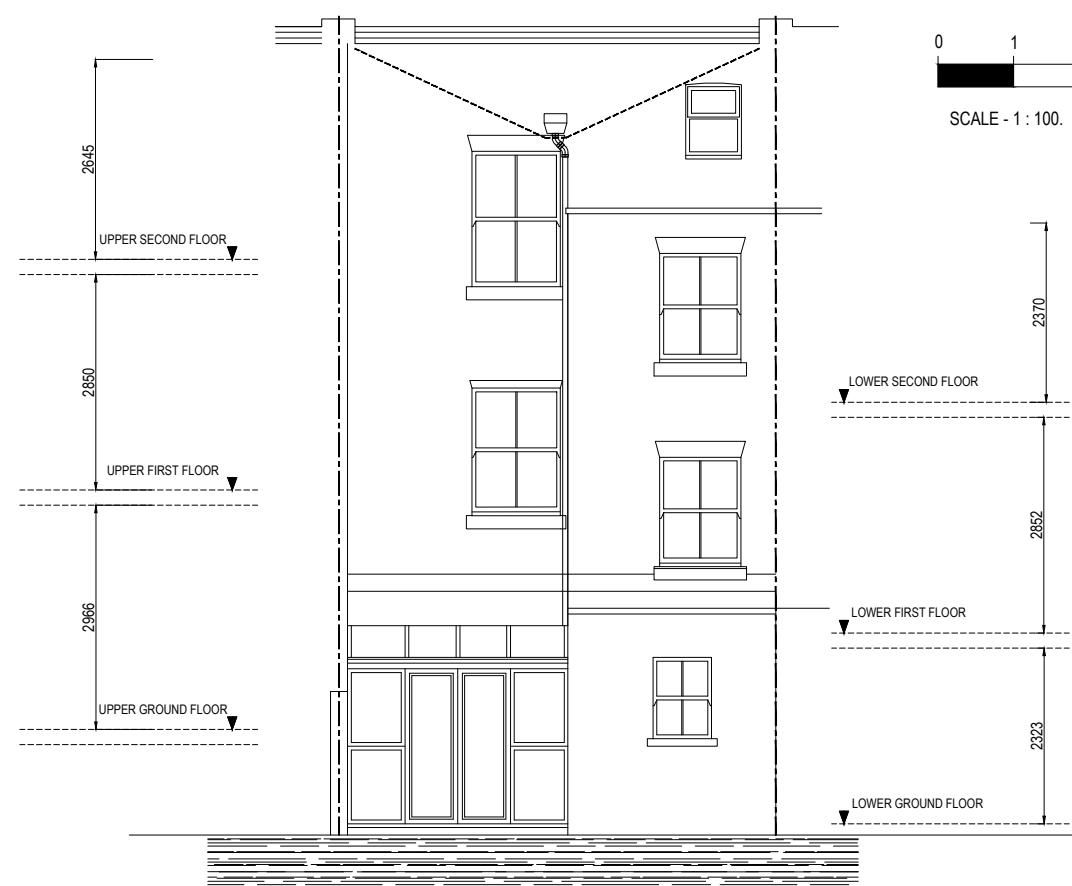 0 1
SCALE - 1 : 100.
2645
UPPER SECOND FLOOR
2850
UPPER FIRST FLOOR
2966
UPPER GROUND FLOOR
2370
LOWER SECOND FLOOR
2852
LOWER FIRST FLOOR
2323
LOWER GROUND FLOOR